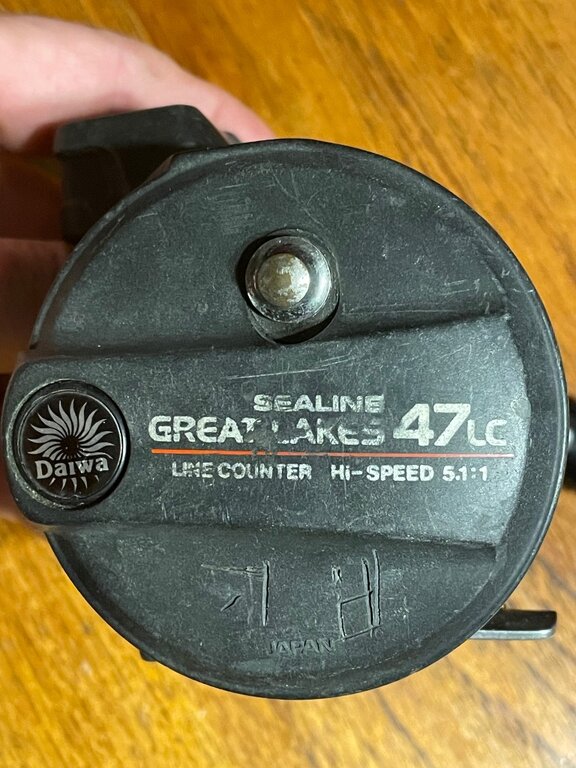 SEALINE
GREAT LAKES 47LC
Daiwa
LINE COUNTER Hi-SPEED 5.1:1
JAPAN